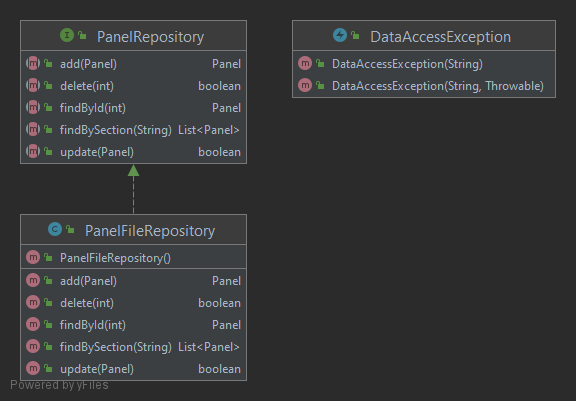 PanelRepository
add(Panel) Panel
delete(int) boolean
findById(int) Panel
findBySection(String) List<Panel>
update(Panel) boolean
DataAccessException
DataAccessException(String)
DataAccessException(String, Throwable)
PanelFileRepository
PanelFileRepository()
add(Panel) Panel
delete(int) boolean
findById(int) Panel
findBySection(String) List<Panel>
update(Panel) boolean
Powered by yFiles